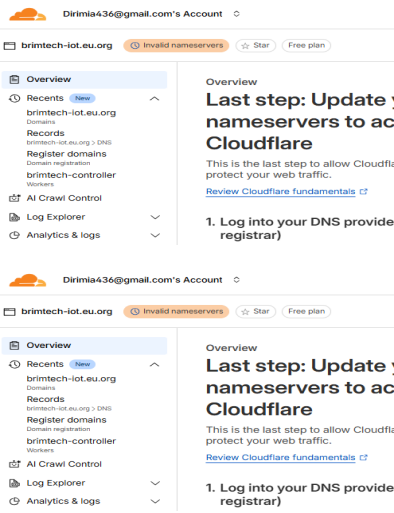 Dirimia436@gmail.com's Account
brimtech-iot.eu.org Invalid nameservers Star Free plan
Overview
Recents New
brimtech-iot.eu.org
Domains
Records
brimtech-iot.eu.org > DNS
Register domains
Domain registration
brimtech-controller
Workers
AI Crawl Control
Log Explorer
Analytics & logs
Overview
Last step: Update
nameservers to ac
Cloudflare
This is the last step to allow Cloudfla
protect your web traffic.
Review Cloudflare fundamentals
1. Log into your DNS provide
registrar)
Dirimia436@gmail.com's Account
brimtech-iot.eu.org Invalid nameservers Star Free plan
Overview
Recents New
brimtech-iot.eu.org
Domains
Records
brimtech-iot.eu.org > DNS
Register domains
Domain registration
brimtech-controller
Workers
AI Crawl Control
Log Explorer
Analytics & logs
Overview
Last step: Update
nameservers to ac
Cloudflare
This is the last step to allow Cloudfla
protect your web traffic.
Review Cloudflare fundamentals
1. Log into your DNS provide
registrar)